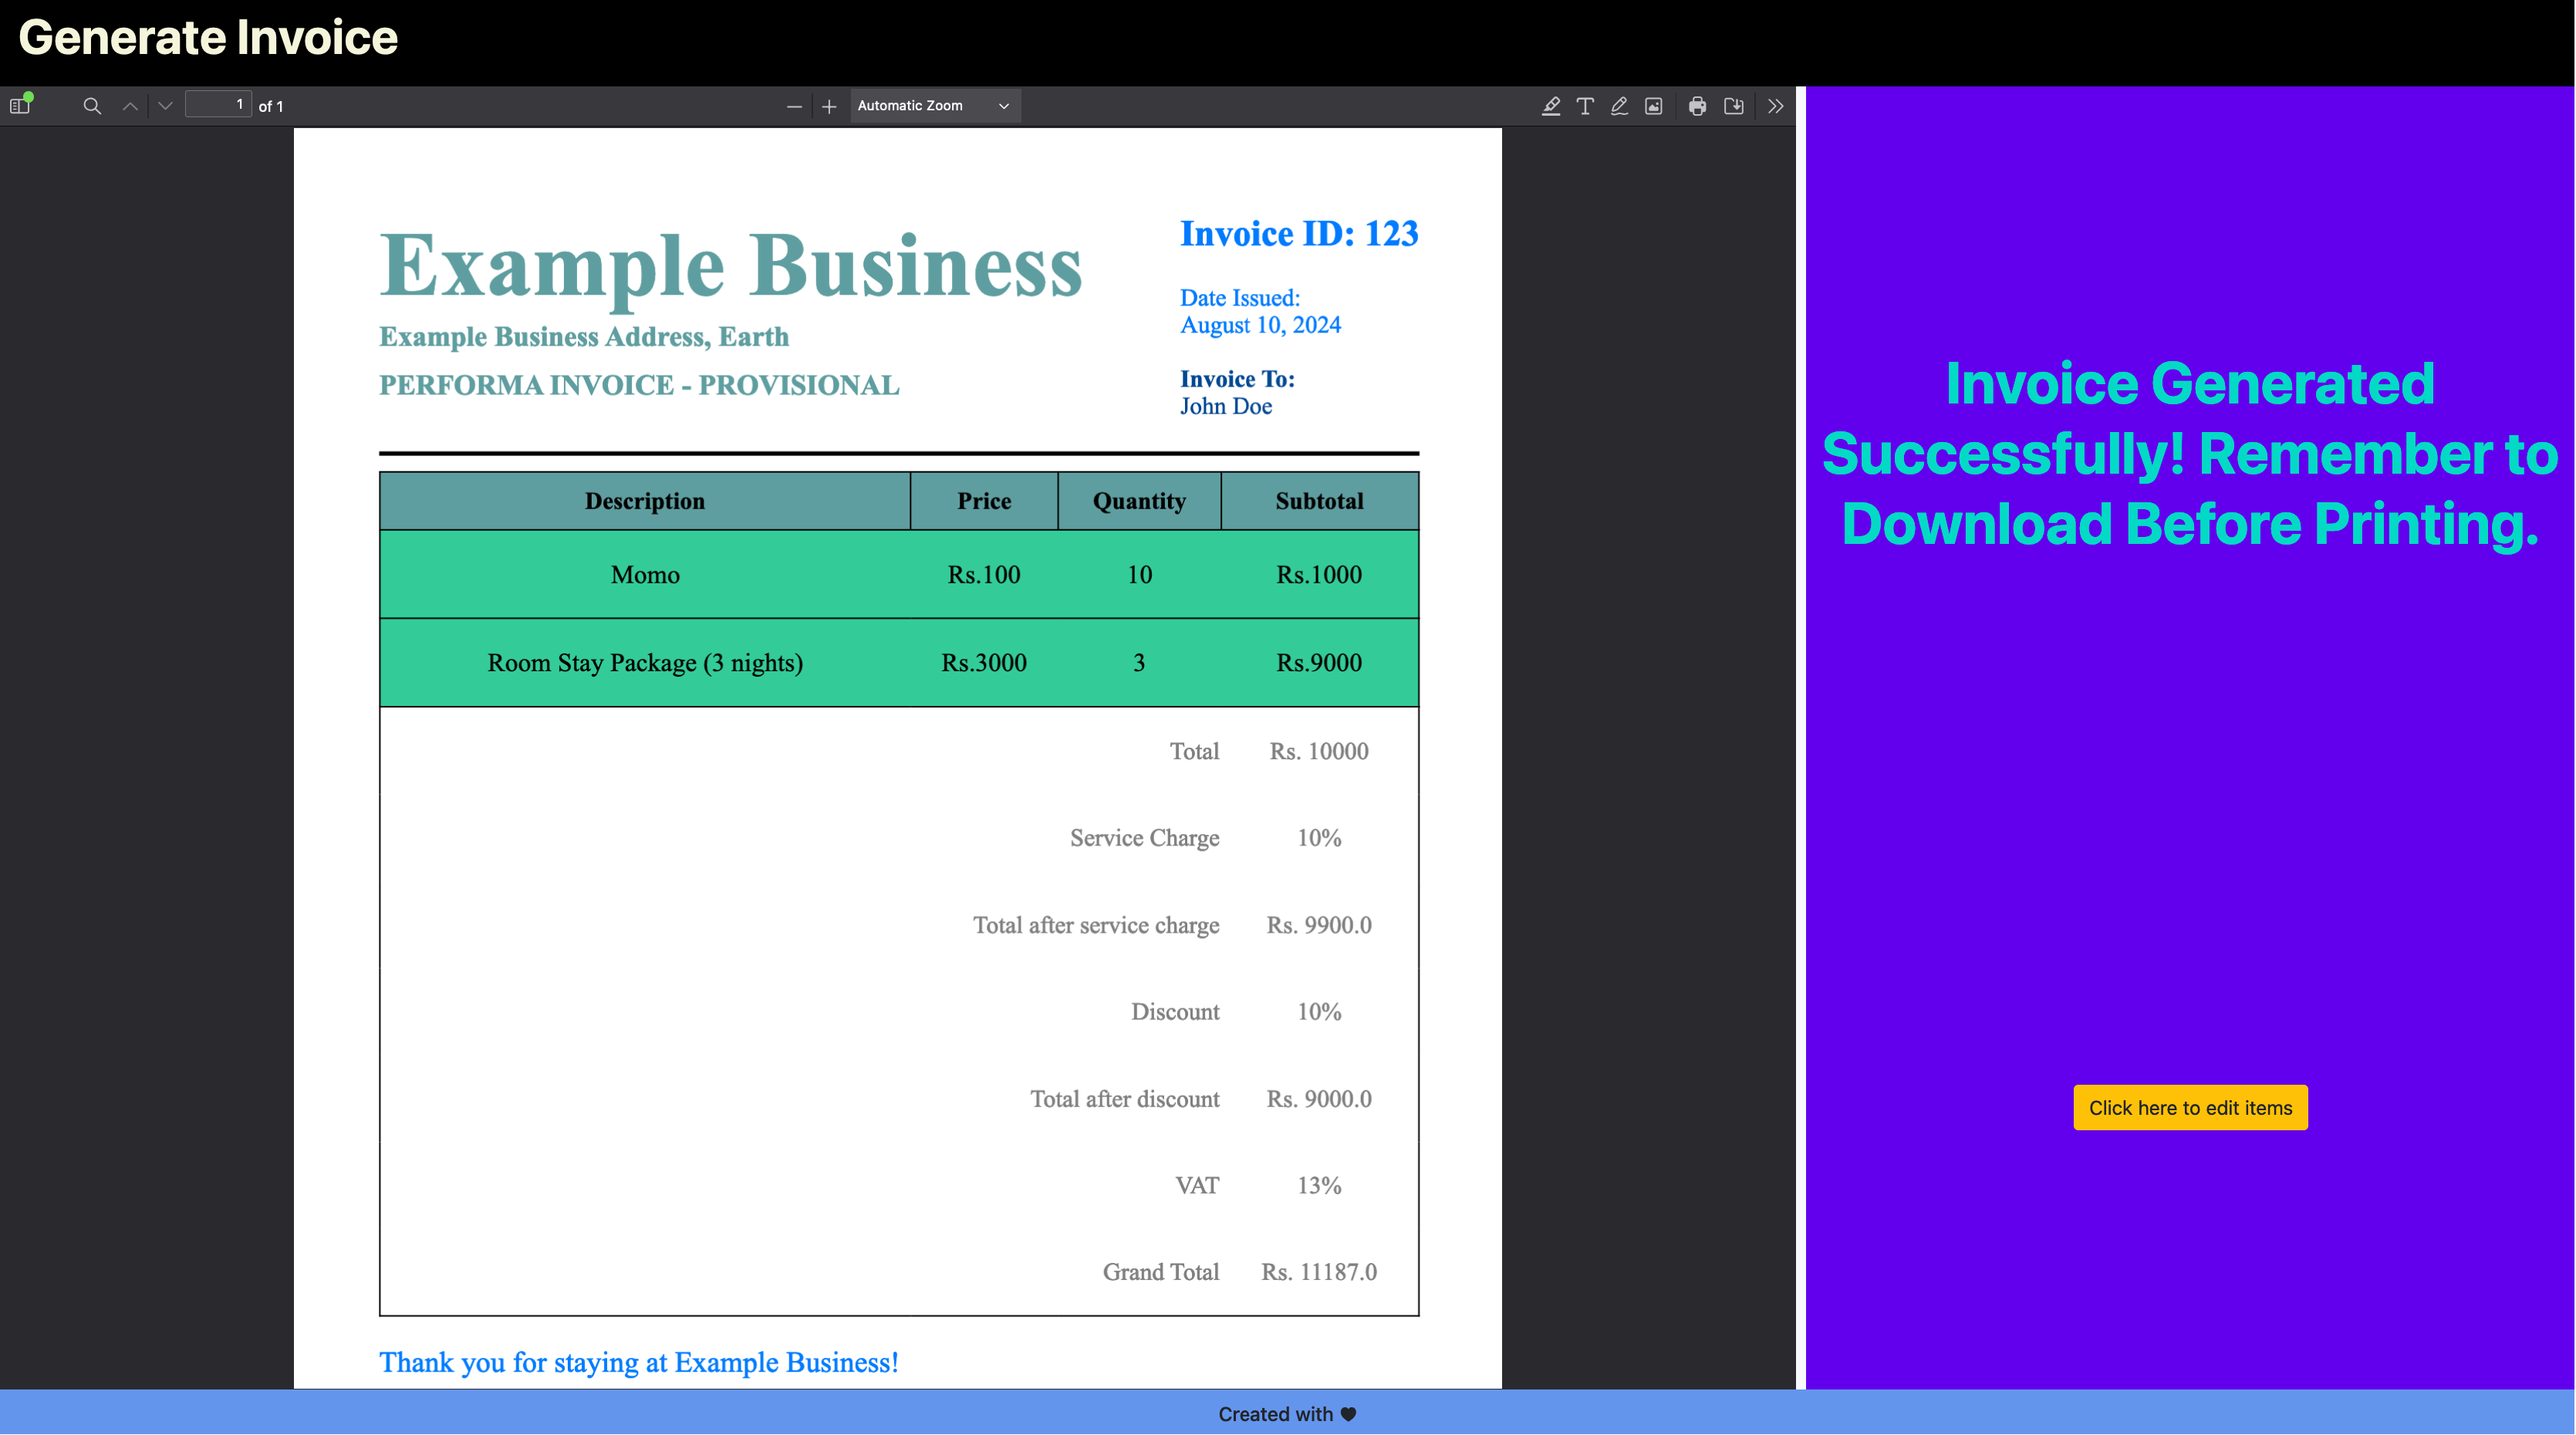 Generate Invoice
1 of 1
Automatic Zoom
Example Business
Example Business Address, Earth
PERFORMA INVOICE - PROVISIONAL
Invoice ID: 123
Date Issued:
August 10, 2024
Invoice To:
John Doe
Description Price Quantity Subtotal
Momo Rs.100 10 Rs.1000
Room Stay Package (3 nights) Rs.3000 3 Rs.9000
Total Rs. 10000
Service Charge 10%
Total after service charge Rs. 9900.0
Discount 10%
Total after discount Rs. 9000.0
VAT 13%
Grand Total Rs. 11187.0
Thank you for staying at Example Business!
Invoice Generated
Successfully! Remember to
Download Before Printing.
Click here to edit items
Created with ♥